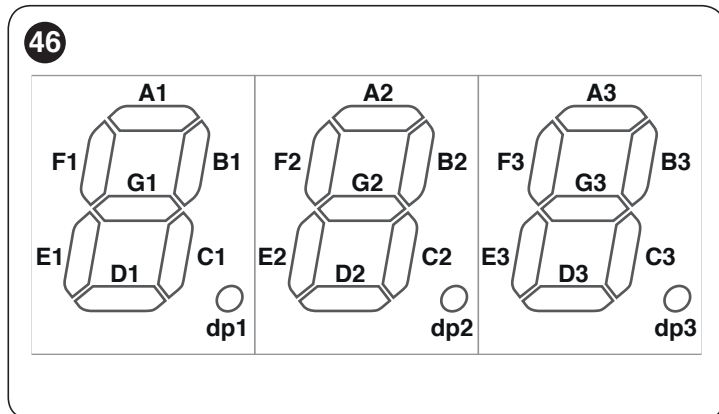 46
A1 A2 A3
F1 B1 F2 B2 F3 B3
G1 G2 G3
E1 C1 E2 C2 E3 C3
D1 D2 D3
dp1 dp2 dp3